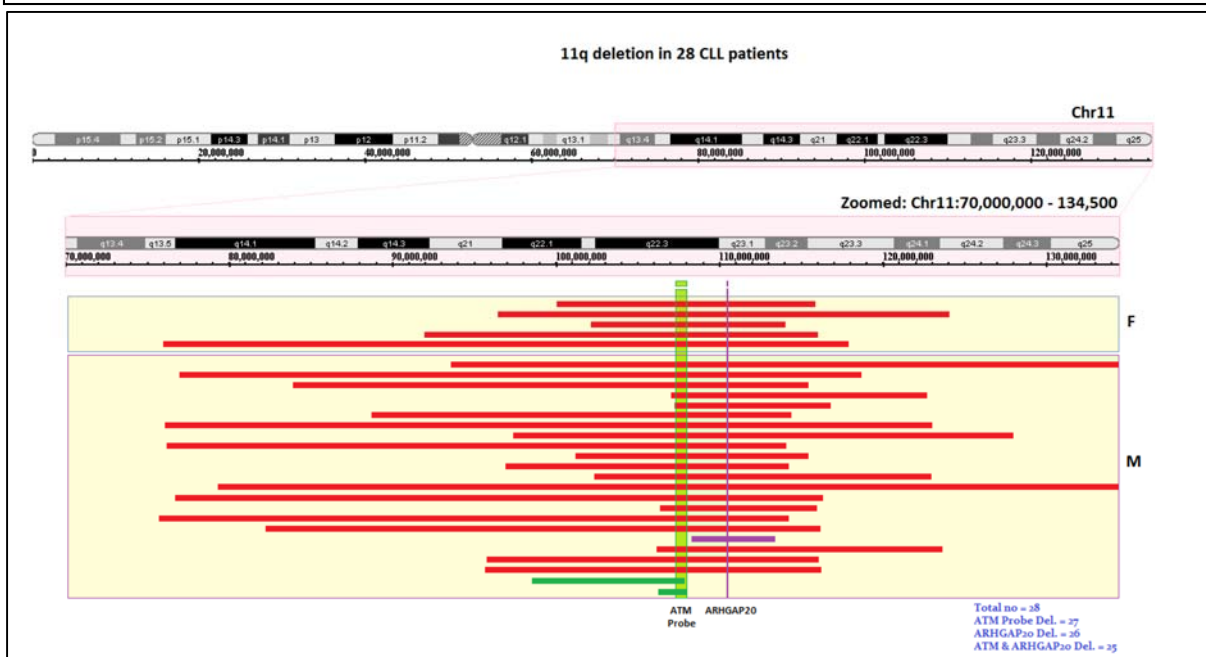 11q deletion in 28 CLL patients
Chr11
p15.4 p15.2 p15.1 p14.3 p14.1 p13 p12 p11.2 q12.1 q13.1 q13.4 q14.1 q14.3 q21 q22.1 q22.3 q23.3 q24.2 q25
0 20,000,000 40,000,000 60,000,000 80,000,000 100,000,000 120,000,000
Zoomed: Chr11:70,000,000 - 134,500
q13.4 q13.5 q14.1 q14.2 q14.3 q21 q22.1 q22.3 q23.1 q23.2 q23.3 q24.1 q24.2 q24.3 q25
70,000,000 80,000,000 90,000,000 100,000,000 110,000,000 120,000,000 130,000,000
F
M
ATM ARHGAP20
Probe
Total no = 28
ATM Probe Del. = 27
ARHGAP20 Del. = 26
ATM & ARHGAP20 Del. = 25